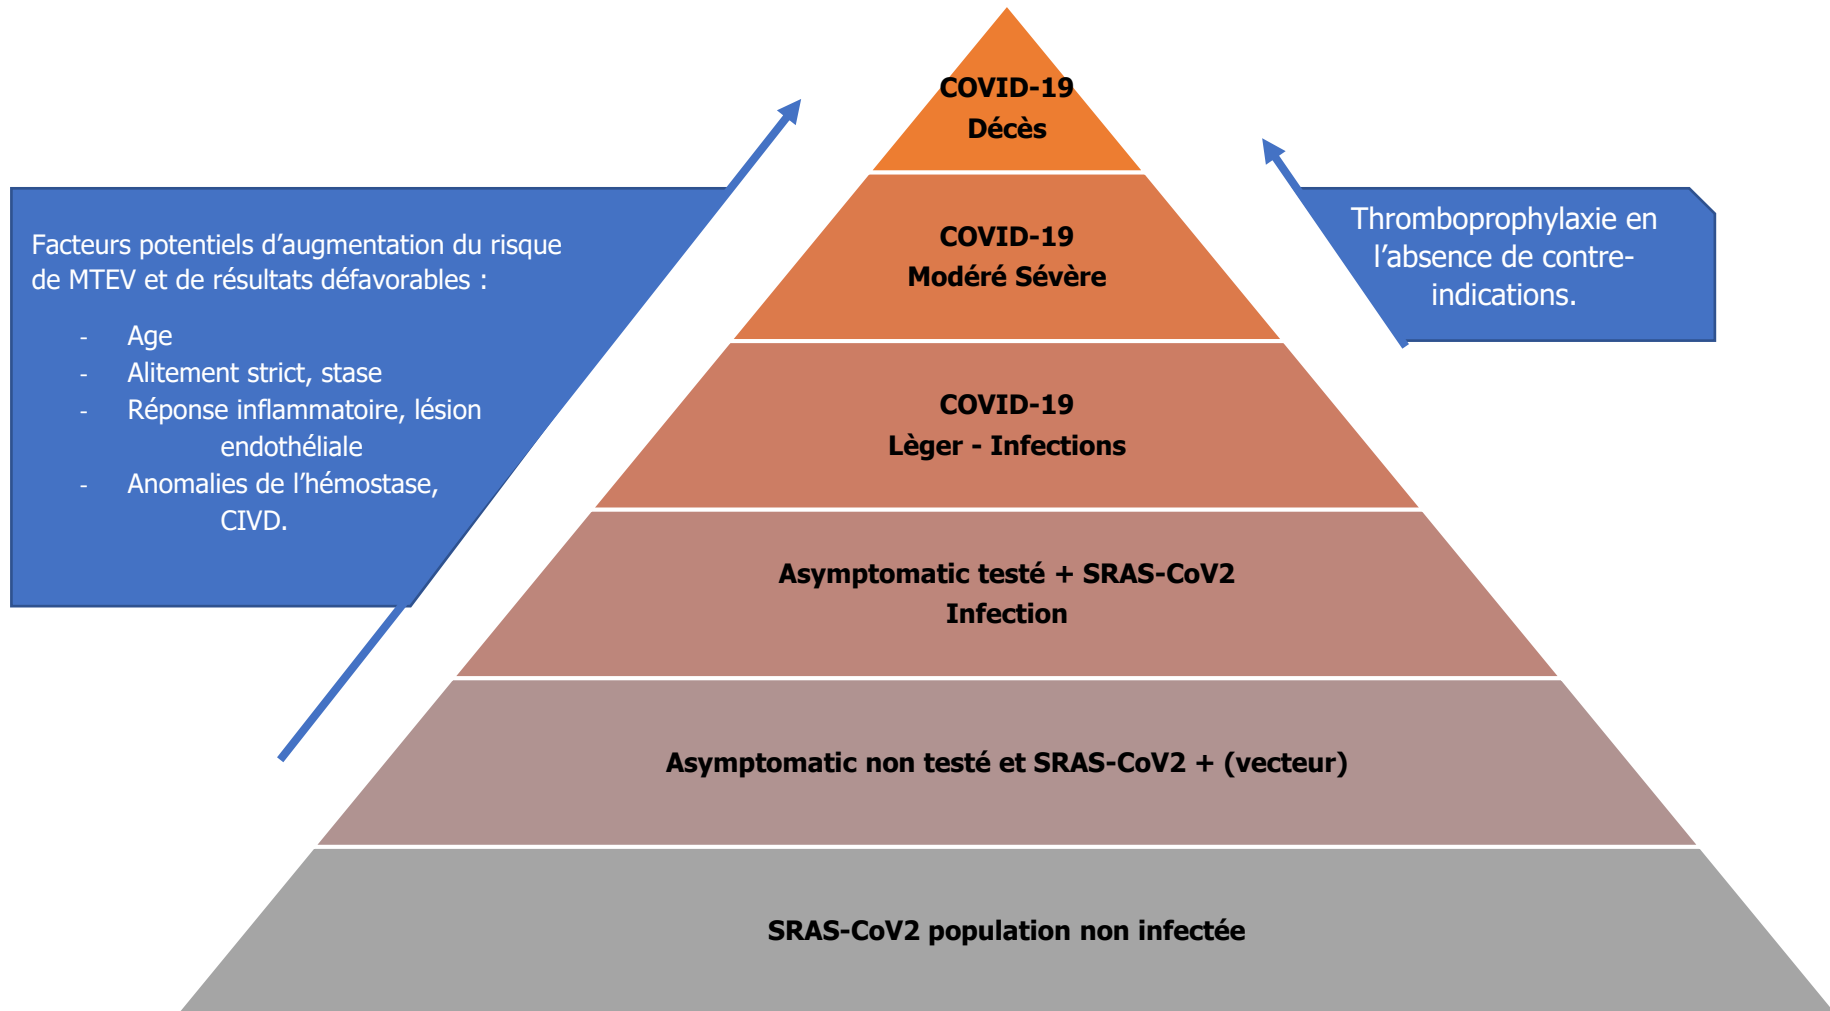 COVID-19
Décès
COVID-19
Modéré Sévère
COVID-19
Lèger - Infections
Asymptomatic testé + SRAS-CoV2
Infection
Asymptomatic non testé et SRAS-CoV2 + (vecteur)
SRAS-CoV2 population non infectée
Facteurs potentiels d’augmentation du risque
de MTEV et de résultats défavorables :
- Age
- Alitement strict, stase
- Réponse inflammatoire, lésion
endothéliale
- Anomalies de l’hémostase,
CIVD.
Thromboprophylaxie en
l’absence de contre-
indications.